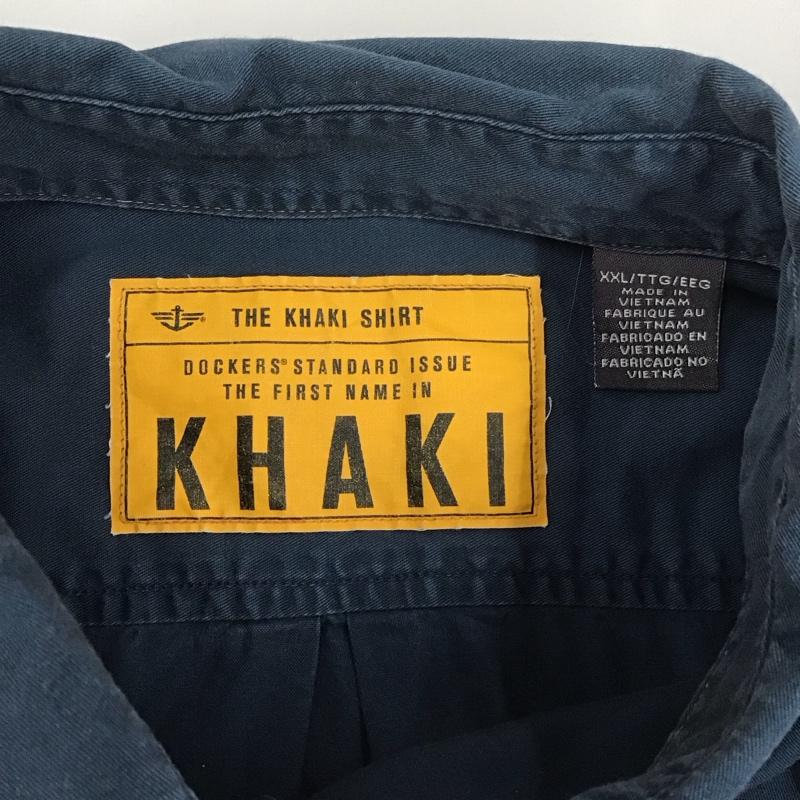 THE KHAKI SHIRT
DOCKERS® STANDARD ISSUE
THE FIRST NAME IN
KHAKI
XXL/TTG/EEG
MADE IN
VIETNAM
FABRIQUE AU
VIETNAM
FABRICADO EN
VIETNAM
FABRICADO NO
VIETNÃ